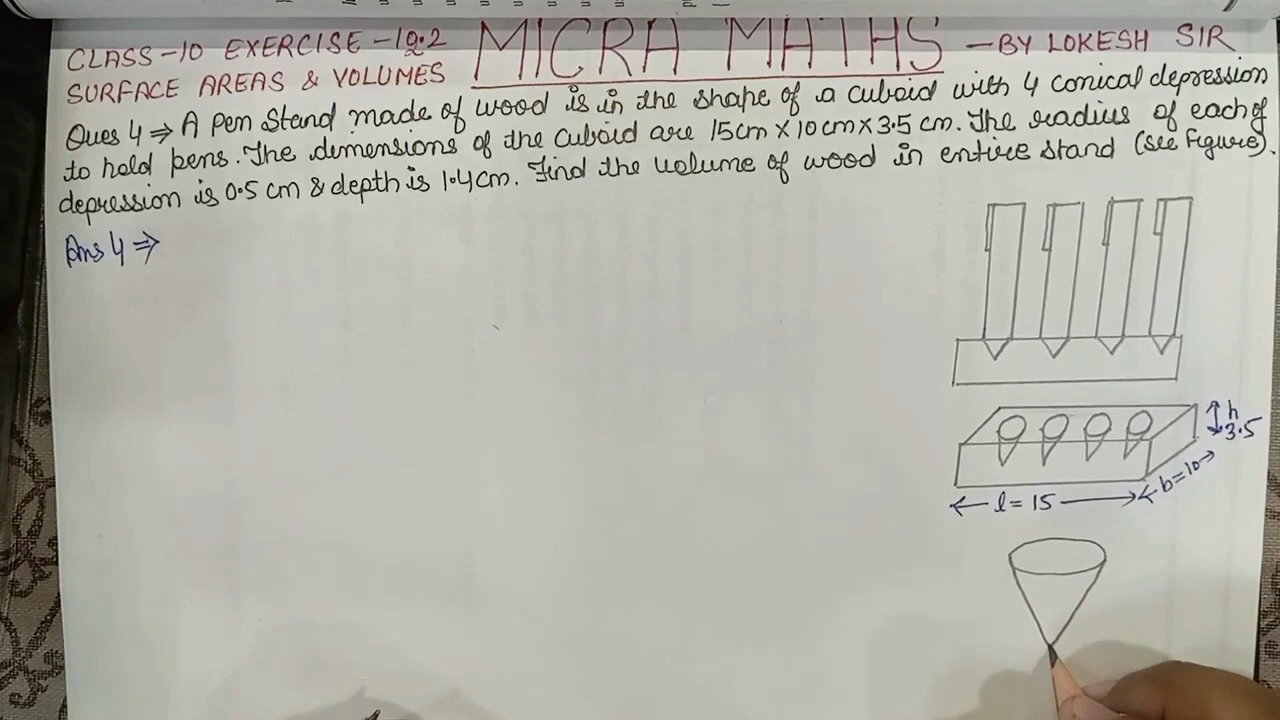 CLASS-10 EXERCISE-12.2 MICRA MATHS -BY LOKESH SIR
SURFACE AREAS & VOLUMES
Ques 4 ⇒ A Pen Stand made of wood is in the shape of a cuboid with 4 conical depression
to hold pens. The dimensions of the cuboid are 15cm X 10cm X 3.5 cm. The radius of each of
depression is 0.5 cm & depth is 1.4cm. Find the volume of wood in entire stand (see Figure).
Ans 4 ⇒
h
3.5
b=10
l=15